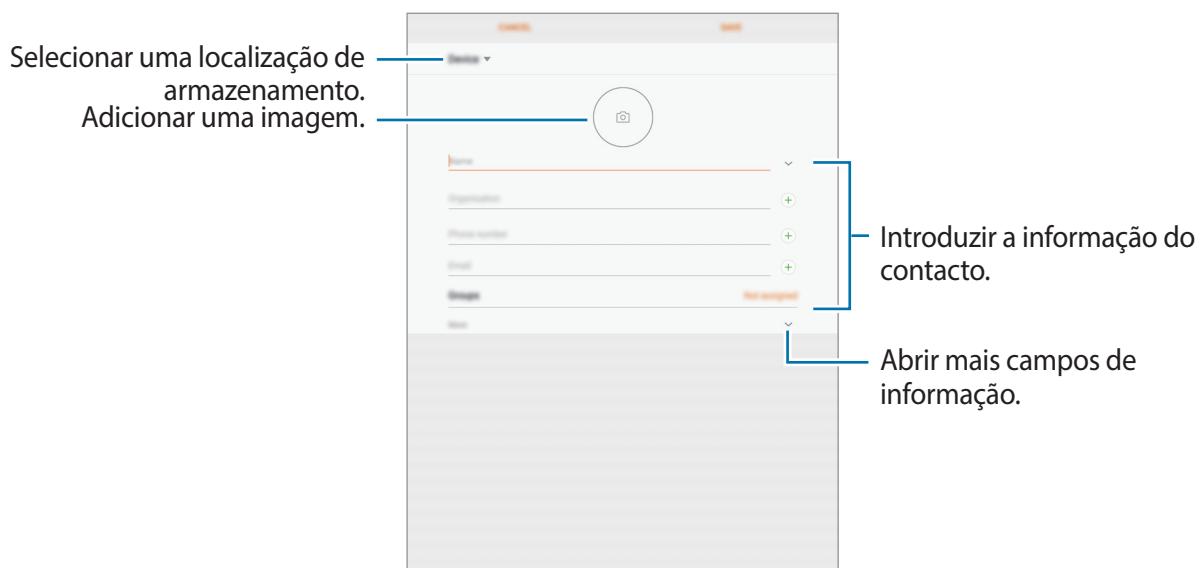 CANCEL
SAVE
Selecionar uma localização de
armazenamento.
Device
Adicionar uma imagem.
Name
Organisation
Phone number
Introduzir a informação do
contacto.
Email
Groups
Not assigned
More
Abrir mais campos de
informação.